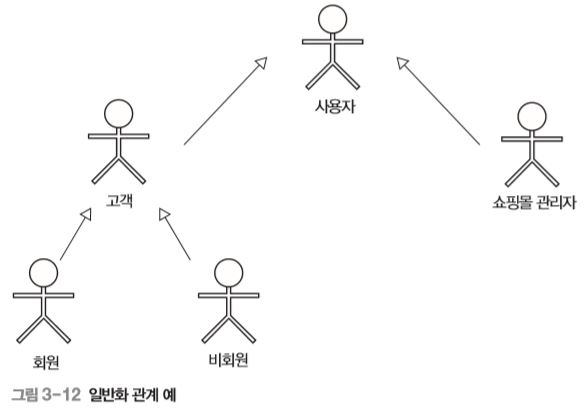 사용자
고객
쇼핑몰 관리자
회원
비회원
그림 3-12 일반화 관계 예